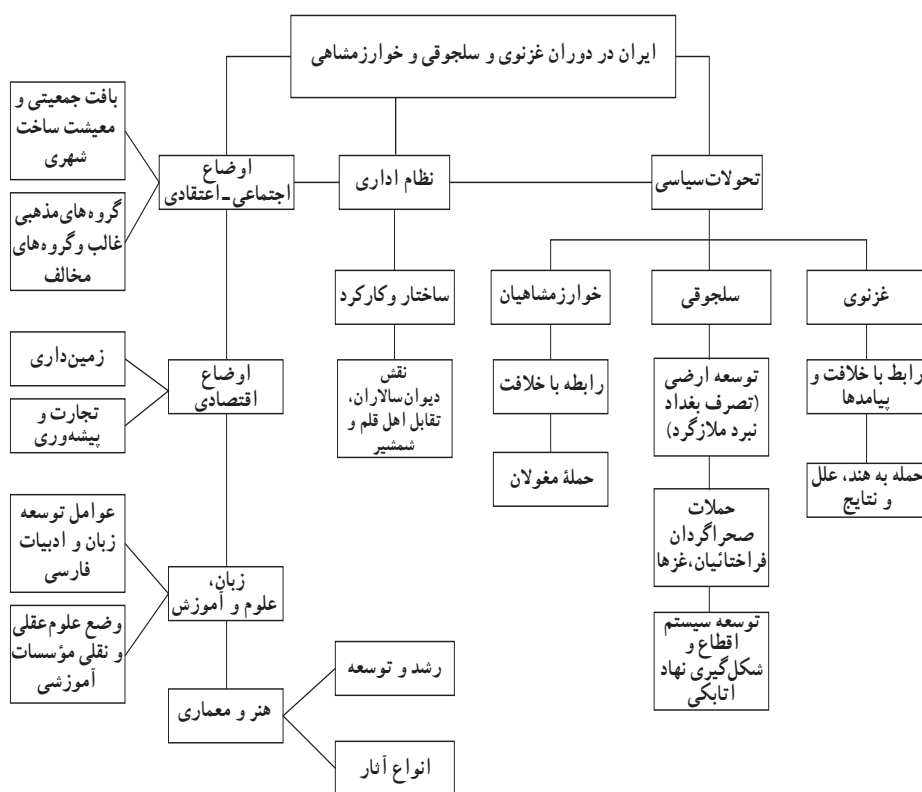 ایران در دوران غزنوی و سلجوقی و خوارزمشاهی
تحولات سیاسی
نظام اداری
اوضاع
اجتماعی-اعتقادی
بافت جمعیتی و
معیشت ساخت
شهری
گروه‌های مذهبی
غالب و گروه‌های
مخالف
غزنوی
رابط با خلافت و
پیامدها
حمله به هند، علل
و نتایج
سلجوقی
توسعه ارضی
(تصرف بغداد
نبرد ملازگرد)
حملات
صحراگردان
فراختائیان،غزها
توسعه سیستم
اقطاع و
شکل‌گیری نهاد
اتابکی
خوارزمشاهیان
رابطه با خلافت
حملهٔ مغولان
ساختار وکارکرد
نقش
دیوان‌سالاران،
تقابل اهل قلم و
شمشیر
اوضاع
اقتصادی
زمین‌داری
تجارت و
پیشه‌وری
زبان،
علوم و آموزش
عوامل توسعه
زبان و ادبیات
فارسی
وضع علوم‌عقلی
و نقلی مؤسسات
آموزشی
هنر و معماری
رشد و توسعه
انواع آثار